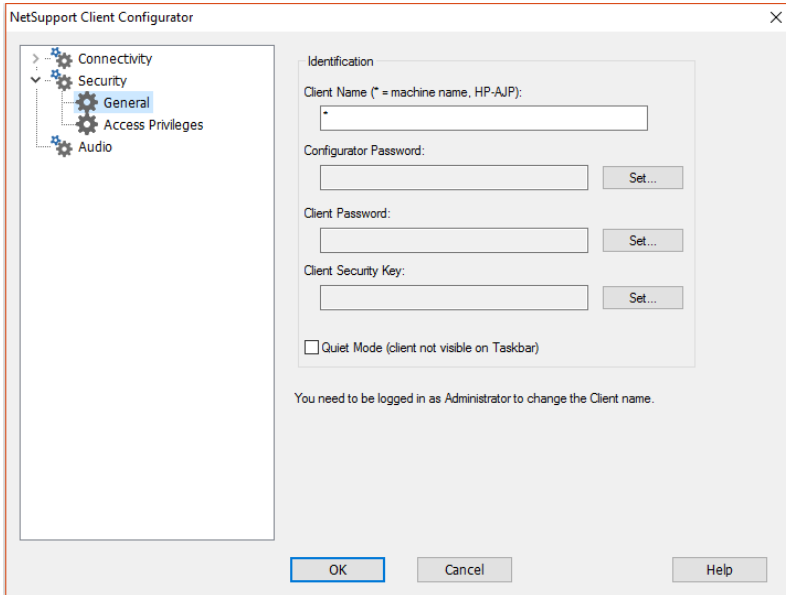 NetSupport Client Configurator
Connectivity
Security
General
Access Privileges
Audio
Identification
Client Name (* = machine name, HP-AJP):
*
Configurator Password:
Set...
Client Password:
Set...
Client Security Key:
Set...
Quiet Mode (client not visible on Taskbar)
You need to be logged in as Administrator to change the Client name.
OK Cancel Help